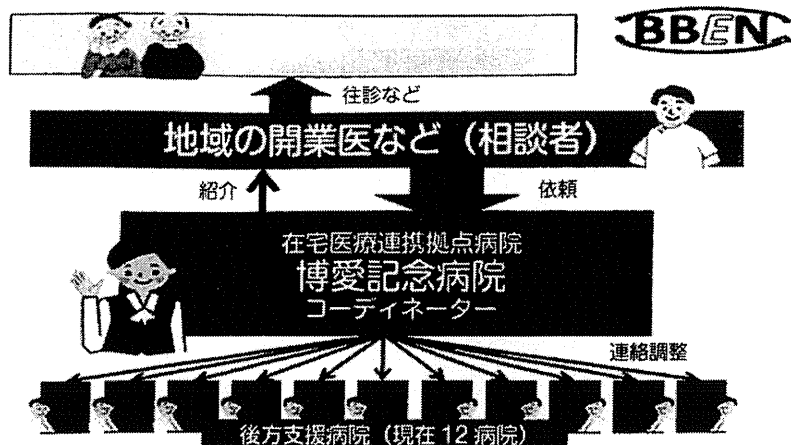 BBEN
往診など
地域の開業医など（相談者）
紹介
依頼
在宅医療連携拠点病院
博愛記念病院
コーディネーター
連絡調整
後方支援病院（現在12病院）